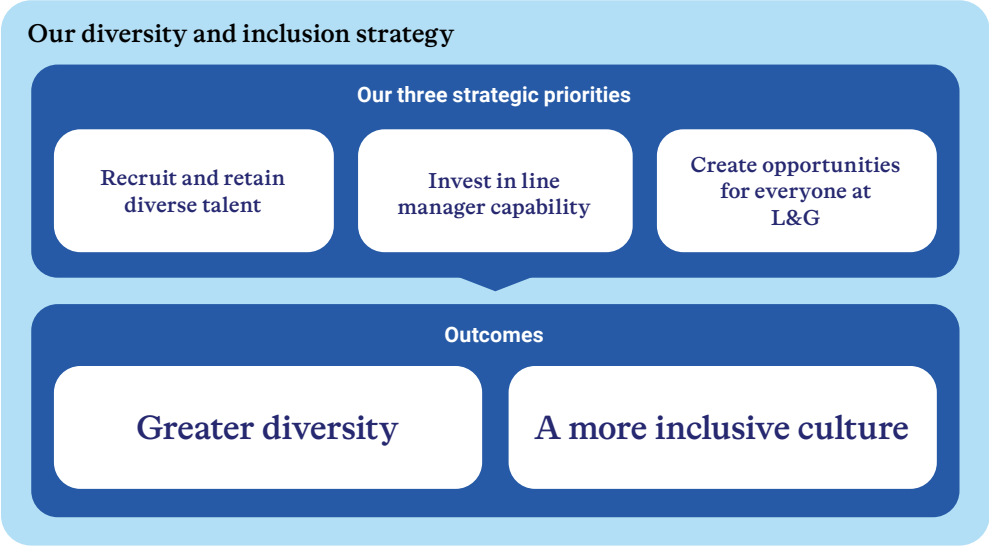 Our diversity and inclusion strategy
Our three strategic priorities
Recruit and retain
diverse talent
Invest in line
manager capability
Create opportunities
for everyone at
L&G
Outcomes
Greater diversity
A more inclusive culture